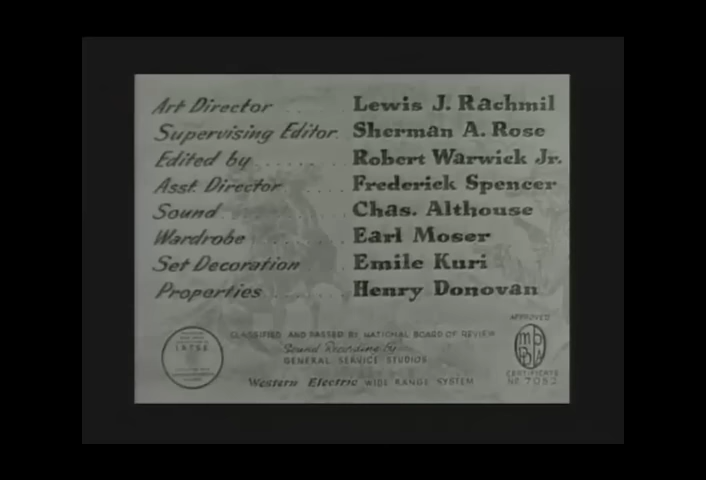 Art Director ..... Lewis J. Rachmil
Supervising Editor. Sherman A. Rose
Edited by ........ Robert Warwick Jr.
Asst. Director ..... Frederick Spencer
Sound ......... Chas. Althouse
Wardrobe ........ Earl Moser
Set Decoration .... Emile Kuri
Properties ........ Henry Donovan
APPROVED
MPPDA
CERTIFICATE
No 7082
I.A.T.S.E.
CLASSIFIED AND PASSED BY NATIONAL BOARD OF REVIEW
Sound Recording by
GENERAL SERVICE STUDIOS
Western Electric WIDE RANGE SYSTEM